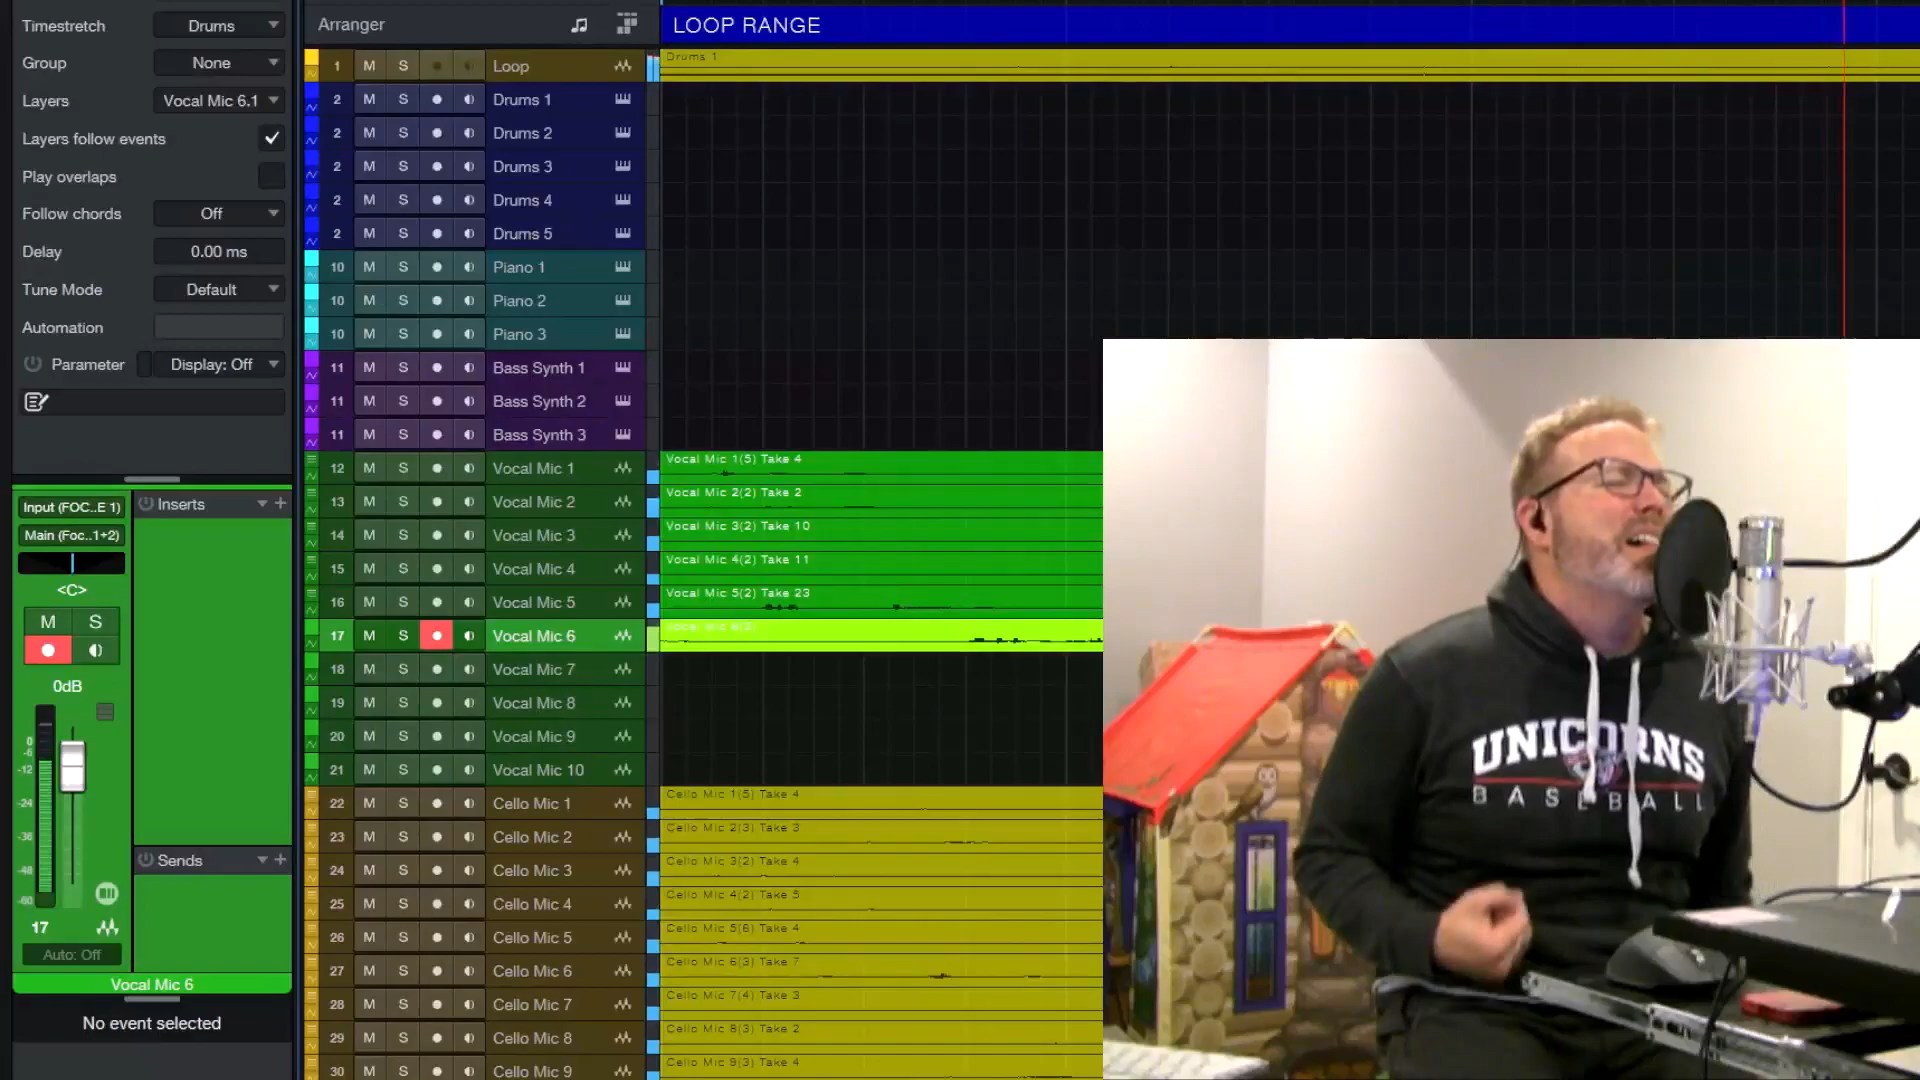 Timestretch Drums
Group None
Layers Vocal Mic 6.1
Layers follow events
Play overlaps
Follow chords Off
Delay 0.00 ms
Tune Mode Default
Automation
Parameter Display: Off
Input (FOC..E 1)
Main (Foc..1+2)
<C>
M S
0dB
0
-6
-12
-24
-36
-48
-60
17
Auto: Off
Inserts
Sends
Vocal Mic 6
No event selected
Arranger
1 M S Loop
2 M S Drums 1
2 M S Drums 2
2 M S Drums 3
2 M S Drums 4
2 M S Drums 5
10 M S Piano 1
10 M S Piano 2
10 M S Piano 3
11 M S Bass Synth 1
11 M S Bass Synth 2
11 M S Bass Synth 3
12 M S Vocal Mic 1
13 M S Vocal Mic 2
14 M S Vocal Mic 3
15 M S Vocal Mic 4
16 M S Vocal Mic 5
17 M S Vocal Mic 6
18 M S Vocal Mic 7
19 M S Vocal Mic 8
20 M S Vocal Mic 9
21 M S Vocal Mic 10
22 M S Cello Mic 1
23 M S Cello Mic 2
24 M S Cello Mic 3
25 M S Cello Mic 4
26 M S Cello Mic 5
27 M S Cello Mic 6
28 M S Cello Mic 7
29 M S Cello Mic 8
30 M S Cello Mic 9
LOOP RANGE
Drums 1
Vocal Mic 1(5) Take 4
Vocal Mic 2(2) Take 2
Vocal Mic 3(2) Take 10
Vocal Mic 4(2) Take 11
Vocal Mic 5(2) Take 23
Cello Mic 1(5) Take 4
Cello Mic 2(3) Take 3
Cello Mic 3(2) Take 4
Cello Mic 4(2) Take 5
Cello Mic 5(6) Take 4
Cello Mic 6(3) Take 7
Cello Mic 7(4) Take 3
Cello Mic 8(3) Take 2
Cello Mic 9(3) Take 4
UNICORNS
BASEBALL